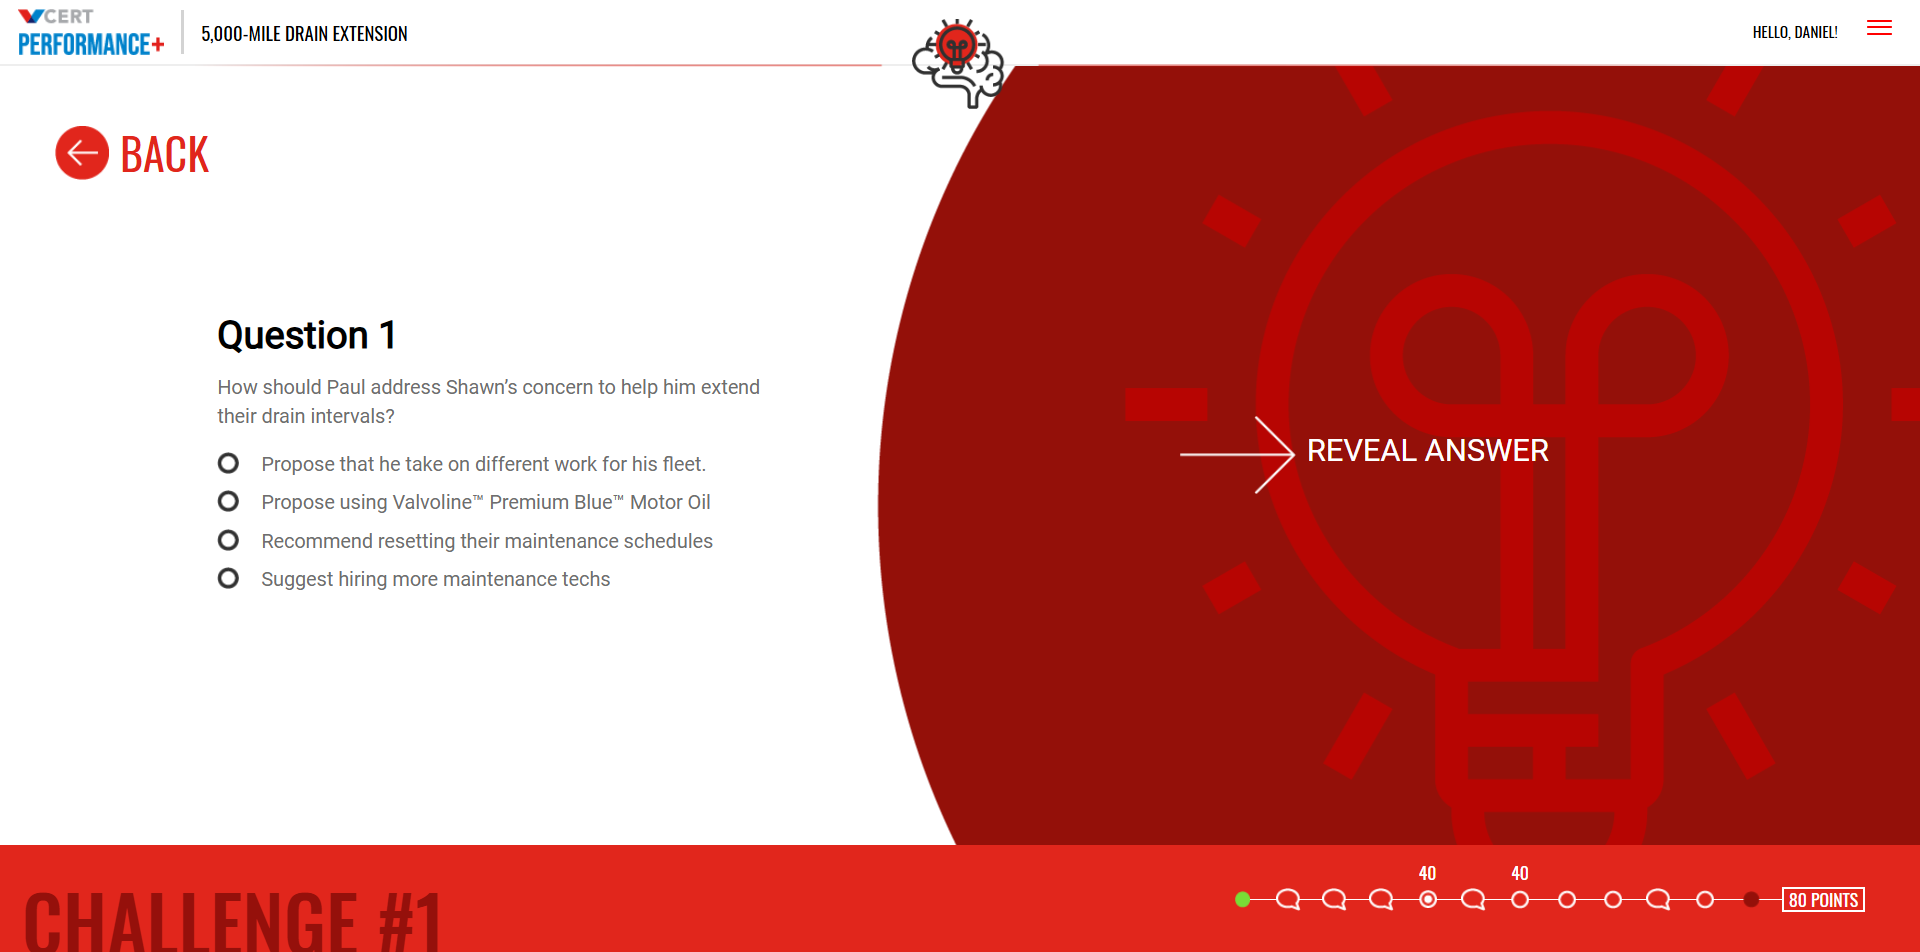 VCERT
PERFORMANCE+
5,000-MILE DRAIN EXTENSION
HELLO, DANIEL!
BACK
Question 1
How should Paul address Shawn's concern to help him extend
their drain intervals?
Propose that he take on different work for his fleet.
Propose using Valvoline™ Premium Blue™ Motor Oil
Recommend resetting their maintenance schedules
Suggest hiring more maintenance techs
REVEAL ANSWER
CHALLENGE #1
40
40
80 POINTS